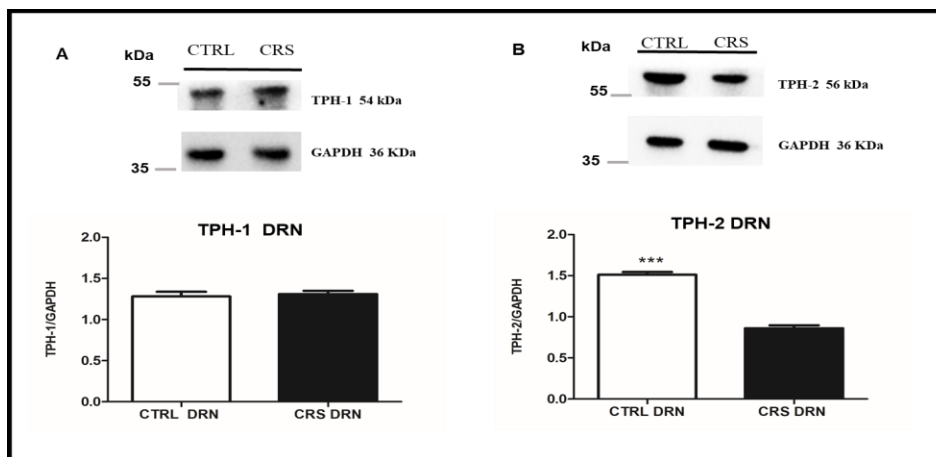 A
kDa
CTRL CRS
55
TPH-1 54 kDa
GAPDH 36 KDa
35
TPH-1 DRN
2.0
1.5
1.0
0.5
0.0
TPH-1/GAPDH
CTRL DRN
CRS DRN
B
kDa
CTRL CRS
55
TPH-2 56 kDa
GAPDH 36 KDa
35
TPH-2 DRN
2.0
1.5
1.0
0.5
0.0
TPH-2/GAPDH
***
CTRL DRN
CRS DRN